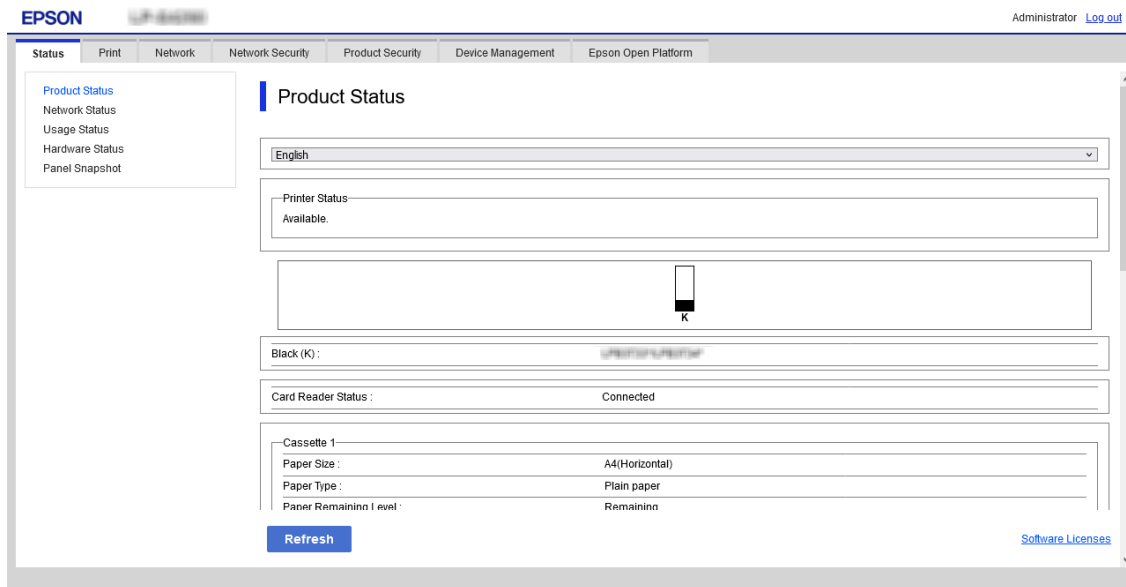 EPSON
Administrator Log out
Status Print Network Network Security Product Security Device Management Epson Open Platform
Product Status
Network Status
Usage Status
Hardware Status
Panel Snapshot
Product Status
English
Printer Status
Available.
K
Black (K) :
Card Reader Status : Connected
Cassette 1
Paper Size : A4(Horizontal)
Paper Type : Plain paper
Paper Remaining Level : Remaining
Refresh
Software Licenses